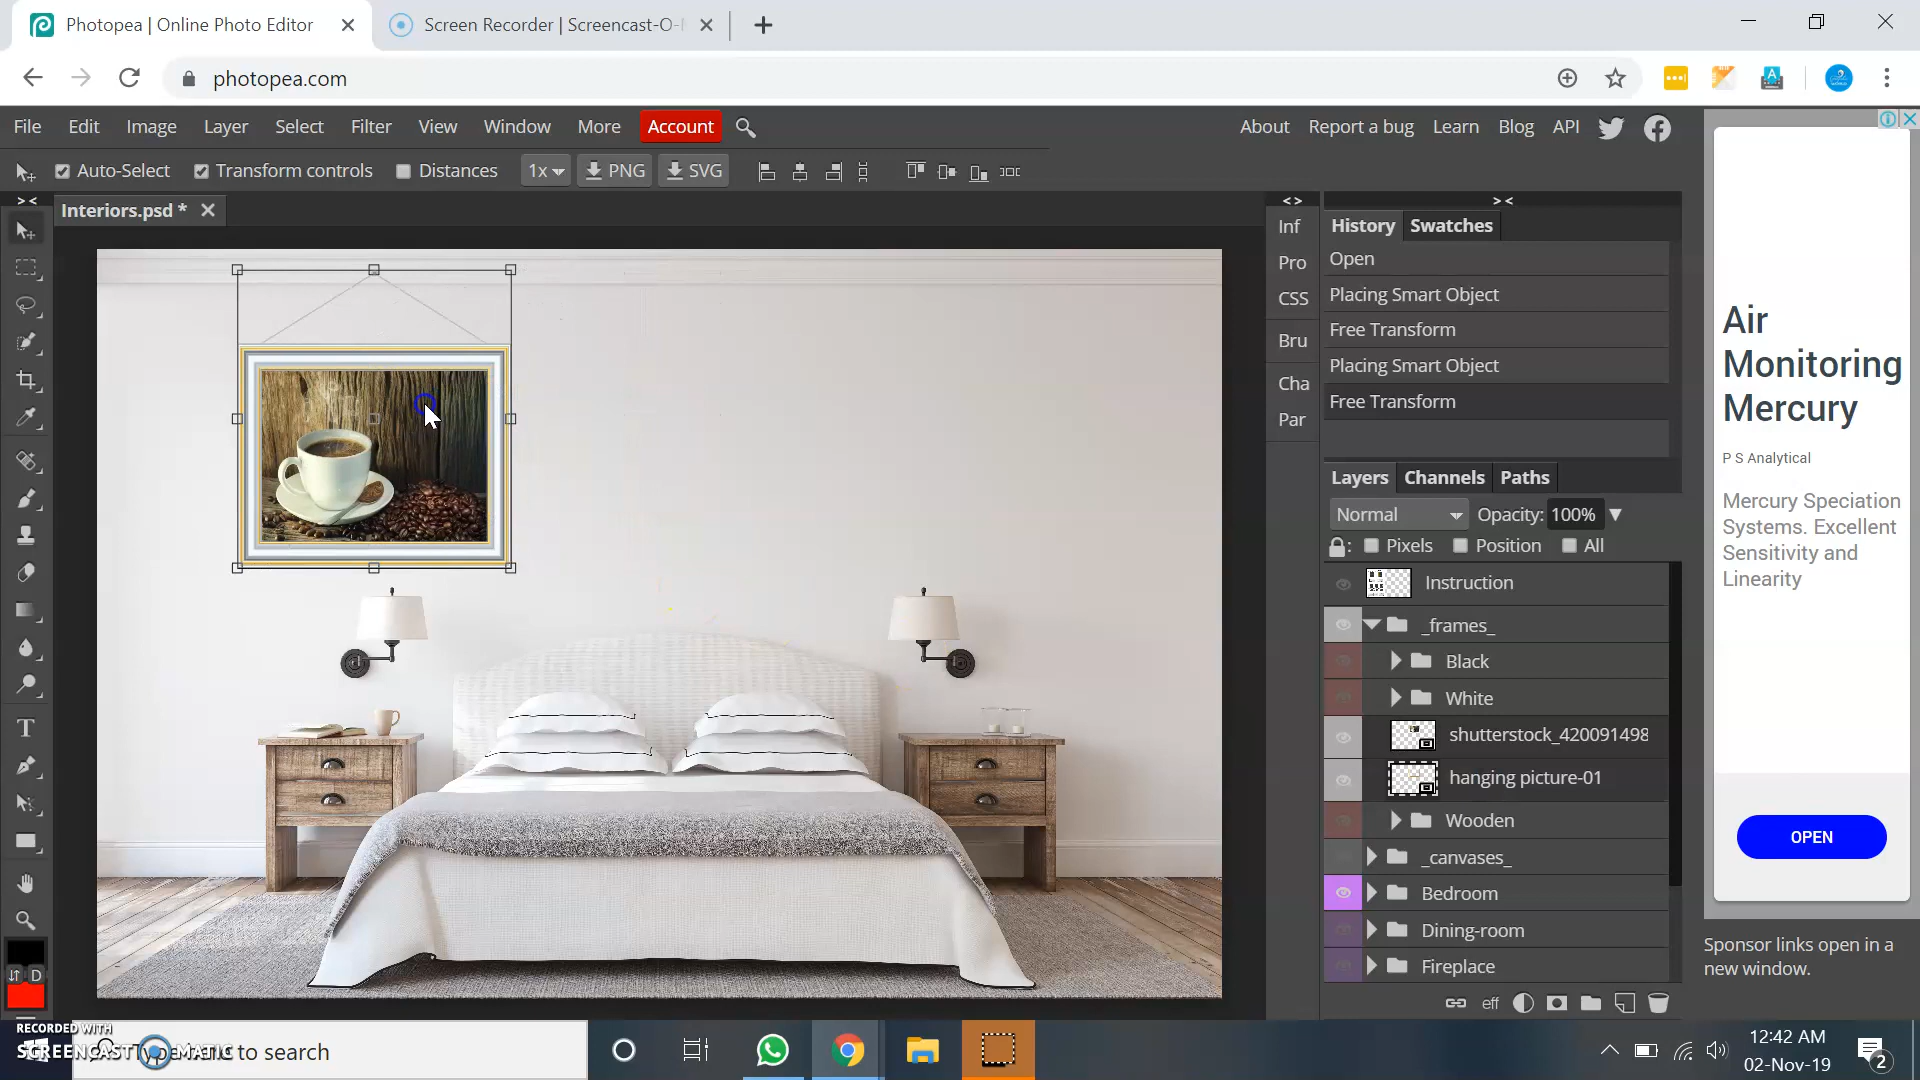 Photopea | Online Photo Editor
Screen Recorder | Screencast-O-
photopea.com
File Edit Image Layer Select Filter View Window More Account
About Report a bug Learn Blog API
Auto-Select Transform controls Distances 1x PNG SVG
Interiors.psd *
Inf
Pro
CSS
Bru
Cha
Par
History Swatches
Open
Placing Smart Object
Free Transform
Placing Smart Object
Free Transform
Layers Channels Paths
Normal Opacity: 100%
Pixels Position All
Instruction
_frames_
Black
White
shutterstock_420091498
hanging picture-01
Wooden
_canvases_
Bedroom
Dining-room
Fireplace
eff
T
D
Air
Monitoring
Mercury
P S Analytical
Mercury Speciation
Systems. Excellent
Sensitivity and
Linearity
OPEN
Sponsor links open in a
new window.
RECORDED WITH
SCREENCAST MATIC
to search
12:42 AM
02-Nov-19
2